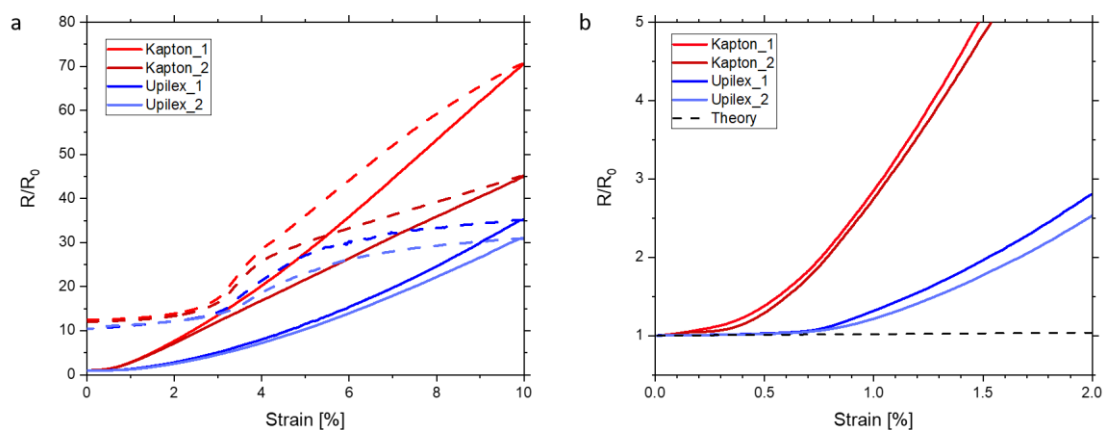 a
80
70
60
50
40
30
20
10
0
R/R₀
Kapton_1
Kapton_2
Upilex_1
Upilex_2
0 2 4 6 8 10
Strain [%]
b
5
4
3
2
1
0
R/R₀
Kapton_1
Kapton_2
Upilex_1
Upilex_2
Theory
0.0 0.5 1.0 1.5 2.0
Strain [%]